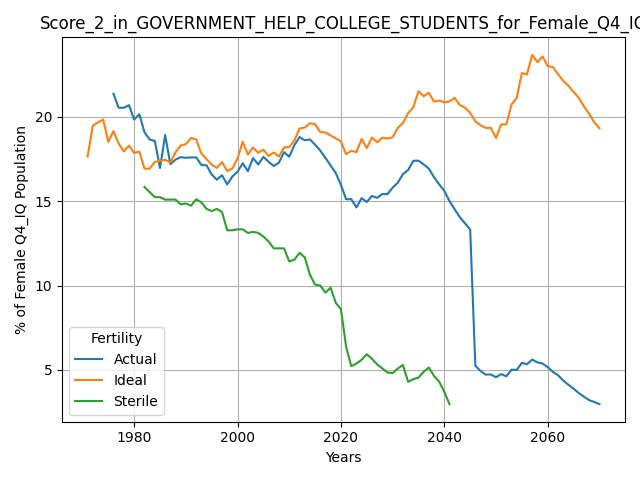 Score_2_in_GOVERNMENT_HELP_COLLEGE_STUDENTS_for_Female_Q4_IQ
% of Female Q4_IQ Population
20
15
10
5
Fertility
Actual
Ideal
Sterile
1980 2000 2020 2040 2060
Years